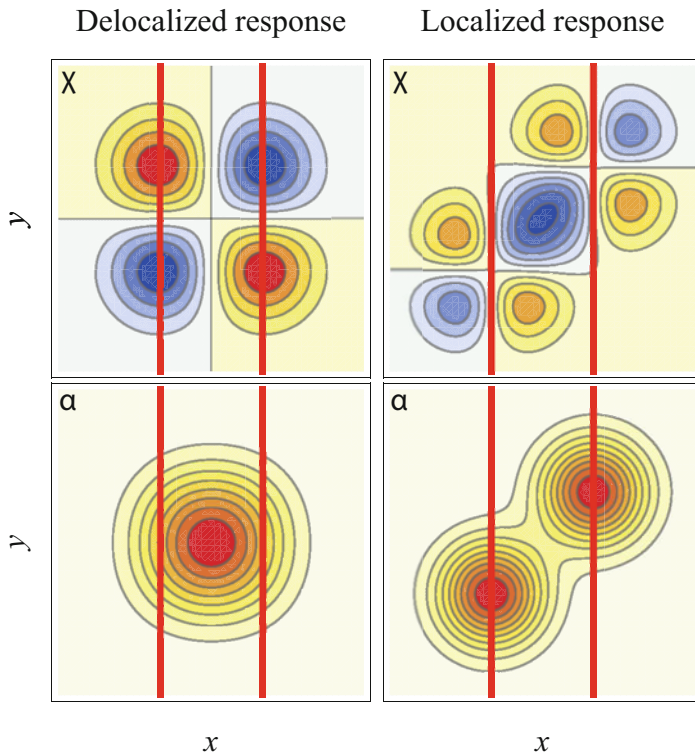 Delocalized response Localized response
χ χ
y
α α
y
x x